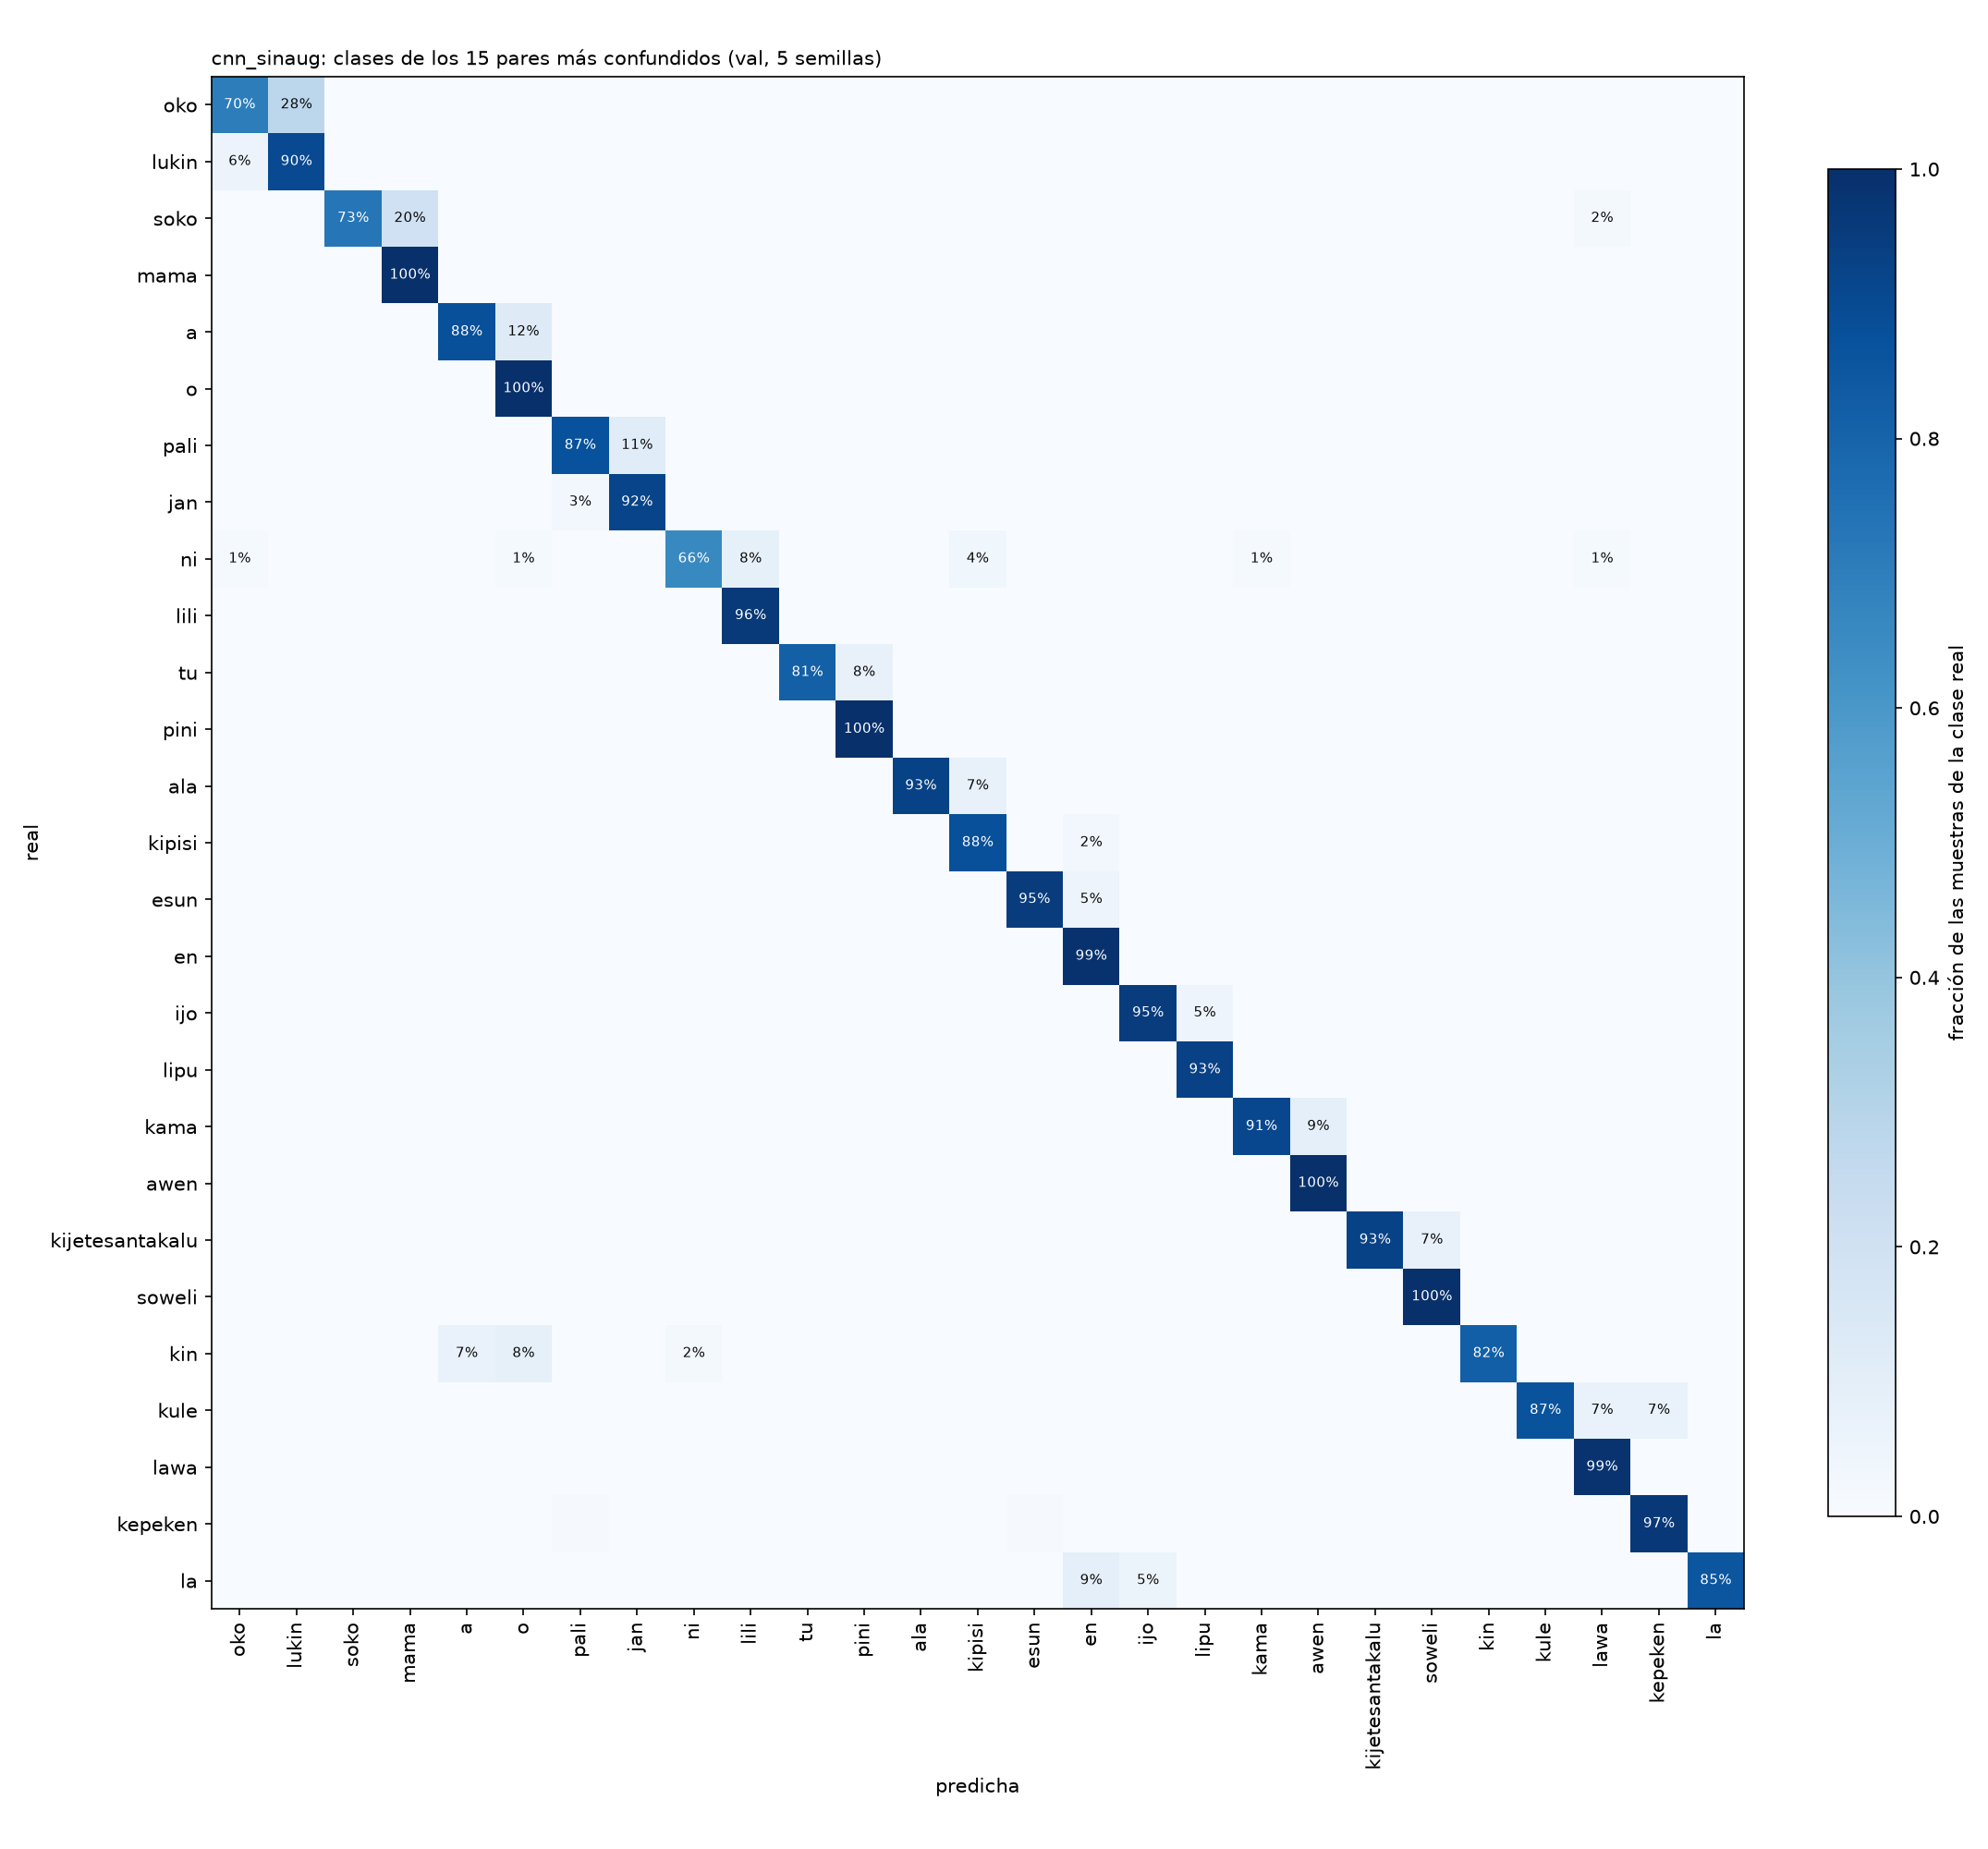 cnn_sinaug: clases de los 15 pares más confundidos (val, 5 semillas)
oko 70% 28%
lukin 6% 90%
soko 73% 20% 2%
mama 100%
a 88% 12%
o 100%
pali 87% 11%
jan 3% 92%
ni 1% 1% 66% 8% 4% 1% 1%
lili 96%
tu 81% 8%
pini 100%
ala 93% 7%
kipisi 88% 2%
esun 95% 5%
en 99%
ijo 95% 5%
lipu 93%
kama 91% 9%
awen 100%
kijetesantakalu 93% 7%
soweli 100%
kin 7% 8% 2% 82%
kule 87% 7% 7%
lawa 99%
kepeken 97%
la 9% 5% 85%
real
oko lukin soko mama a o pali jan ni lili tu pini ala kipisi esun en ijo lipu kama awen kijetesantakalu soweli kin kule lawa kepeken la
predicha
1.0
0.8
0.6
0.4
0.2
0.0
fracción de las muestras de la clase real